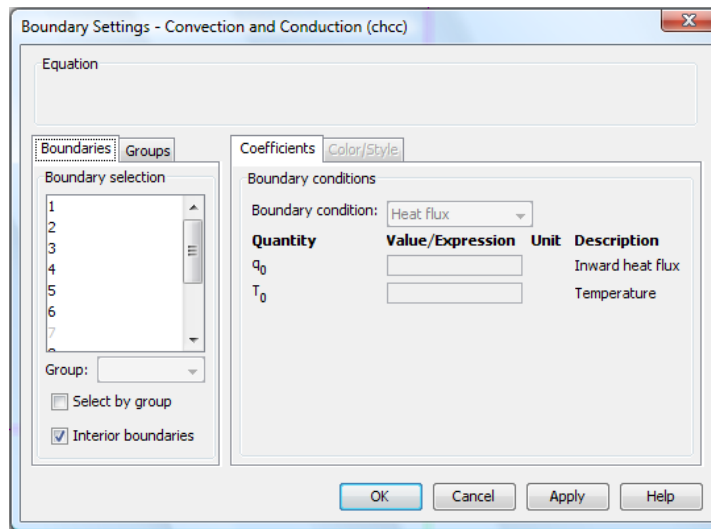 Boundary Settings - Convection and Conduction (chcc)
Equation
Boundaries Groups
Boundary selection
1
2
3
4
5
6
7
Group:
Select by group
Interior boundaries
Coefficients Color/Style
Boundary conditions
Boundary condition: Heat flux
Quantity Value/Expression Unit Description
q0 Inward heat flux
T0 Temperature
OK Cancel Apply Help